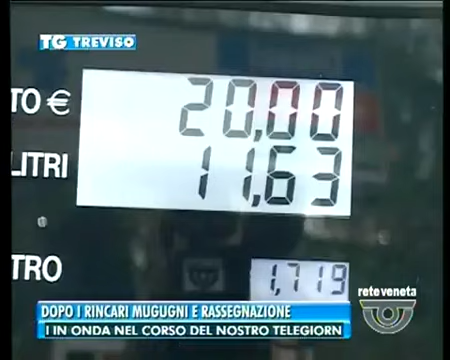 TG TREVISO
TO € 20,00
LITRI 11,63
TRO 1,719
rete veneta
DOPO I RINCARI MUGUGNI E RASSEGNAZIONE
I IN ONDA NEL CORSO DEL NOSTRO TELEGIORN